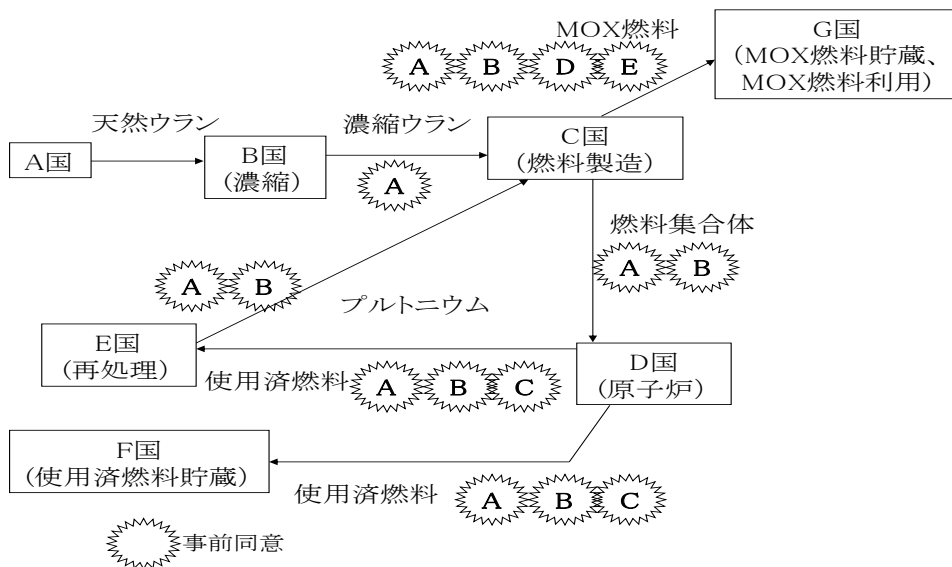 MOX燃料
G国
(MOX燃料貯蔵、
MOX燃料利用)
A B D E
天然ウラン
濃縮ウラン
A国
B国
(濃縮)
C国
(燃料製造)
A
燃料集合体
A B
A B
プルトニウム
E国
(再処理)
D国
(原子炉)
使用済燃料
A B C
F国
(使用済燃料貯蔵)
使用済燃料
A B C
事前同意